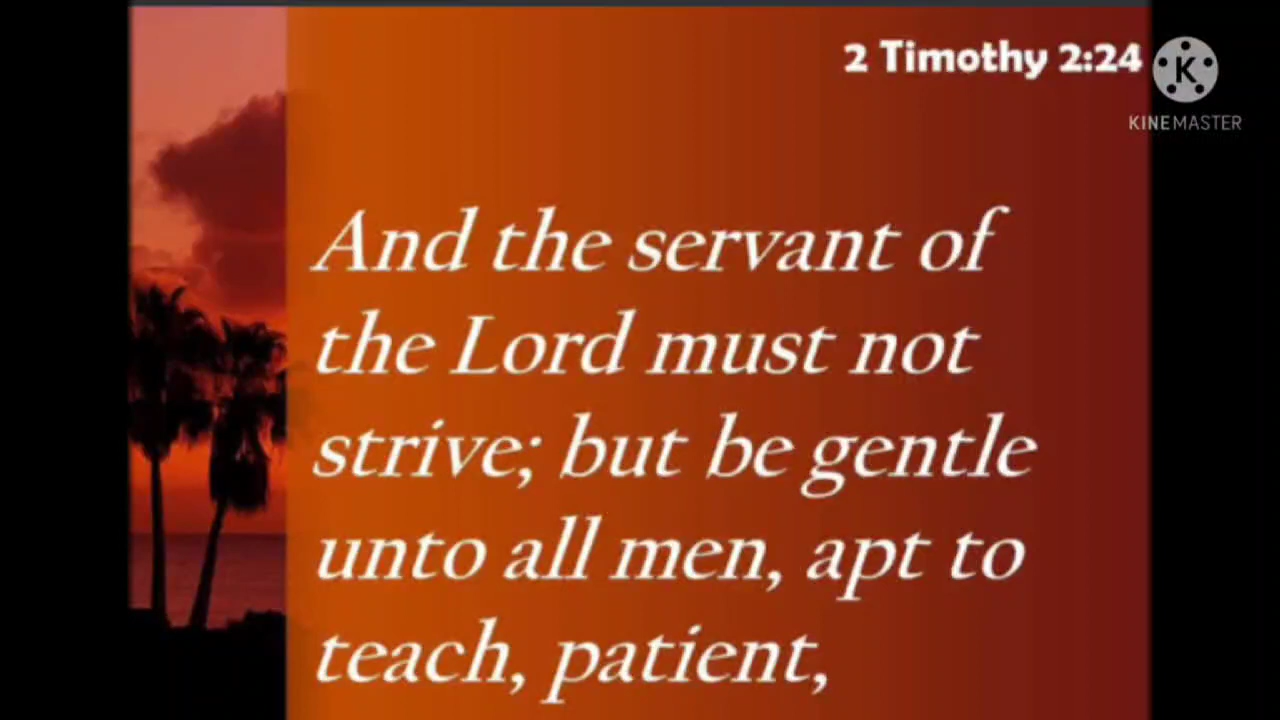 2 Timothy 2:24
K
KINEMASTER
And the servant of
the Lord must not
strive; but be gentle
unto all men, apt to
teach, patient,